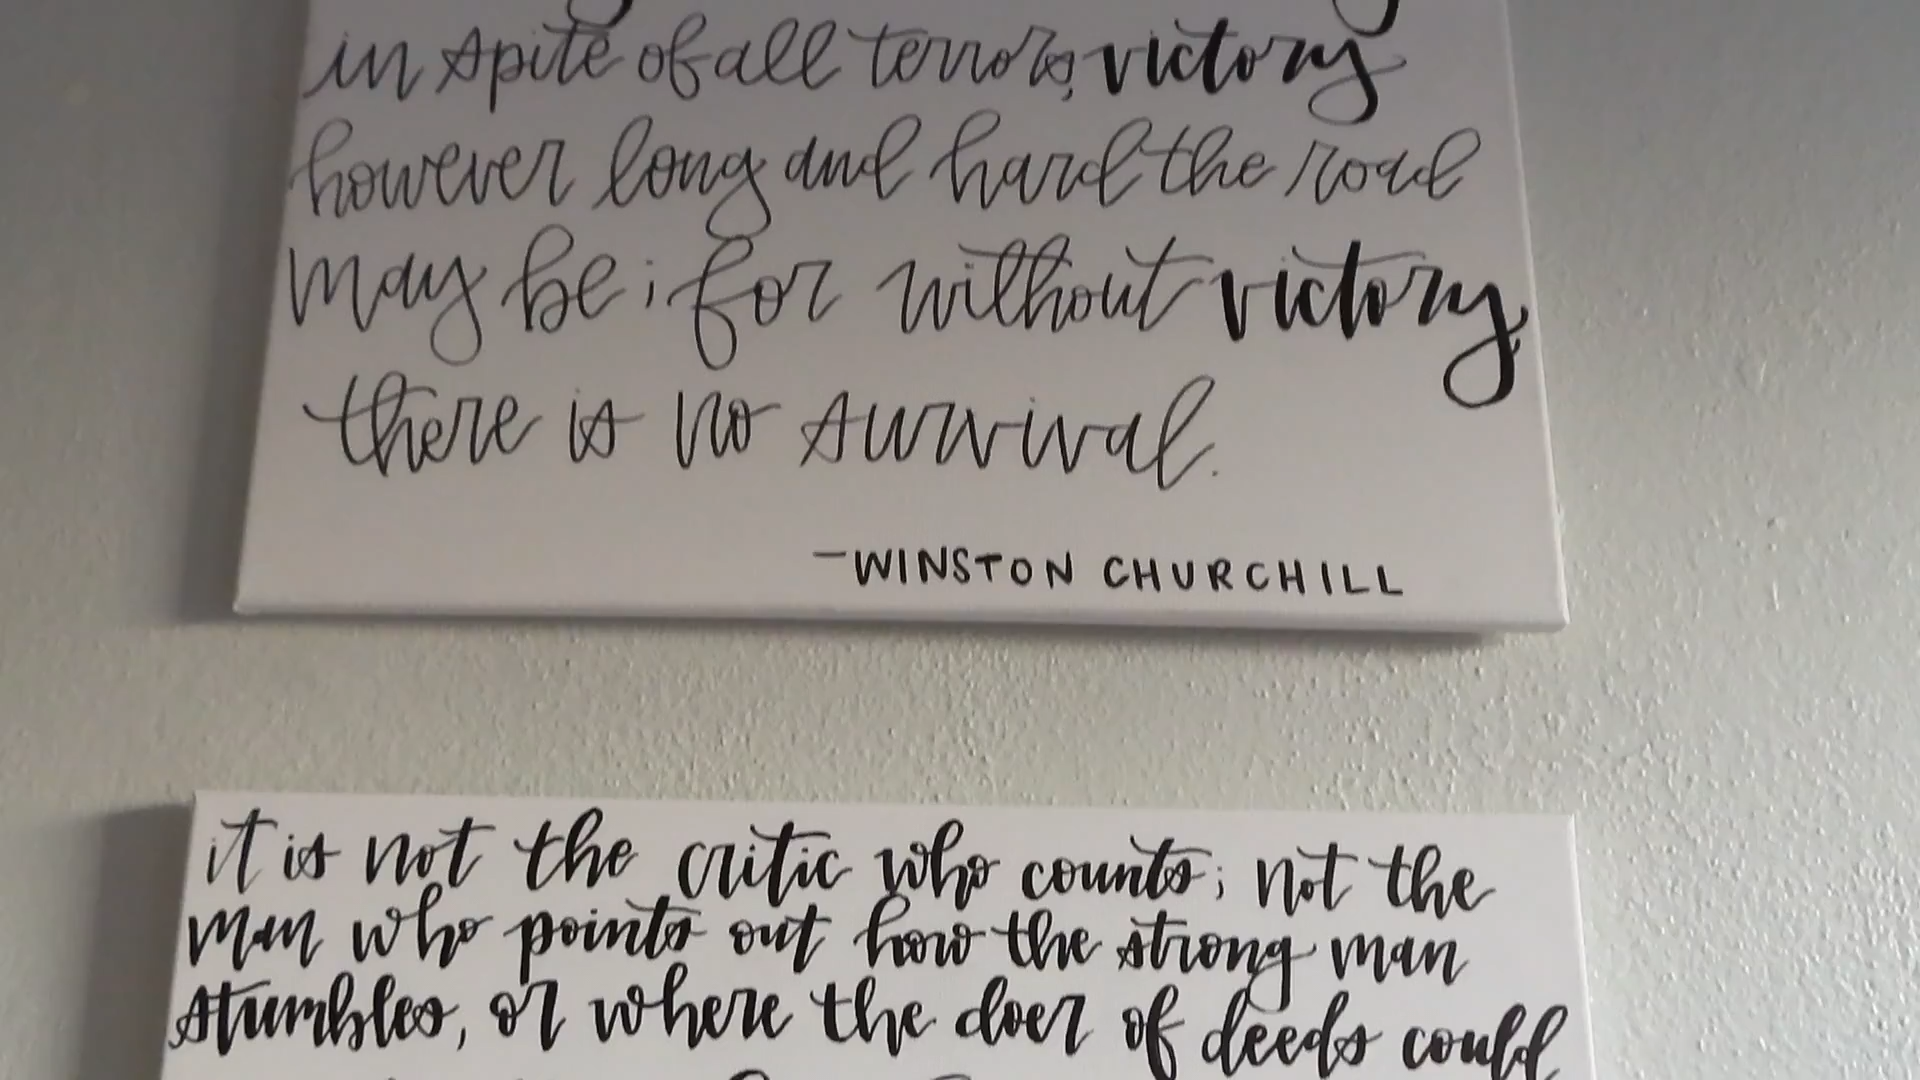 in spite of all terrors, victory
however long and hard the road
may be; for without victory,
there is no survival.
-WINSTON CHURCHILL
it is not the critic who counts; not the
man who points out how the strong man
stumbles, or where the doer of deeds could